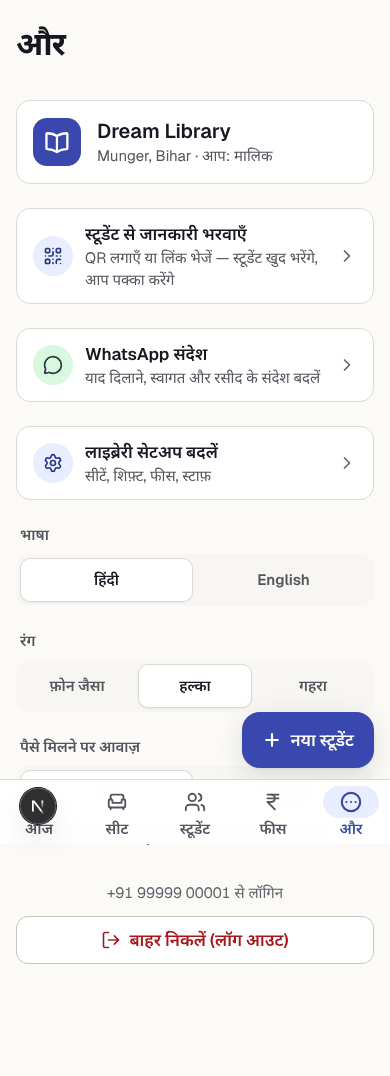 और
Dream Library
Munger, Bihar · आप: मालिक
स्टूडेंट से जानकारी भरवाएँ
QR लगाएँ या लिंक भेजें — स्टूडेंट खुद भरेंगे,
आप पक्का करेंगे
WhatsApp संदेश
याद दिलाने, स्वागत और रसीद के संदेश बदलें
लाइब्रेरी सेटअप बदलें
सीटें, शिफ़्ट, फीस, स्टाफ़
भाषा
हिंदी
English
रंग
फ़ोन जैसा
हल्का
गहरा
पैसे मिलने पर आवाज़
नया स्टूडेंट
N
आज
सीट
स्टूडेंट
₹
फीस
और
+91 99999 00001 से लॉगिन
बाहर निकलें (लॉग आउट)